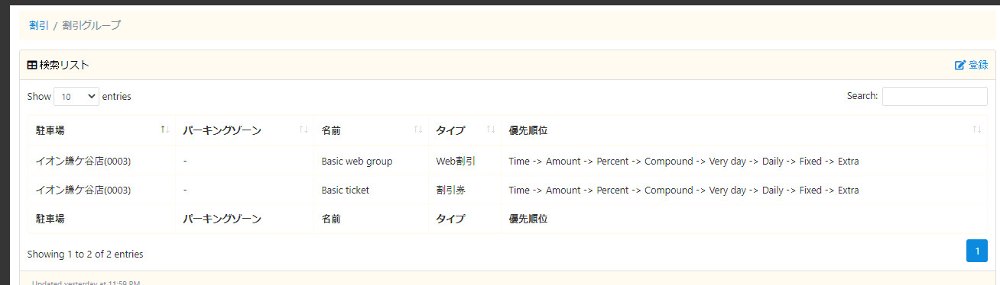 割引 / 割引グループ
検索リスト 登録
Show 10 entries Search:
駐車場 パーキングゾーン 名前 タイプ 優先順位
イオン鎌ケ谷店(0003) - Basic web group Web割引 Time -> Amount -> Percent -> Compound -> Very day -> Daily -> Fixed -> Extra
イオン鎌ケ谷店(0003) - Basic ticket 割引券 Time -> Amount -> Percent -> Compound -> Very day -> Daily -> Fixed -> Extra
駐車場 パーキングゾーン 名前 タイプ 優先順位
Showing 1 to 2 of 2 entries 1
Updated yesterday at 11:59 PM